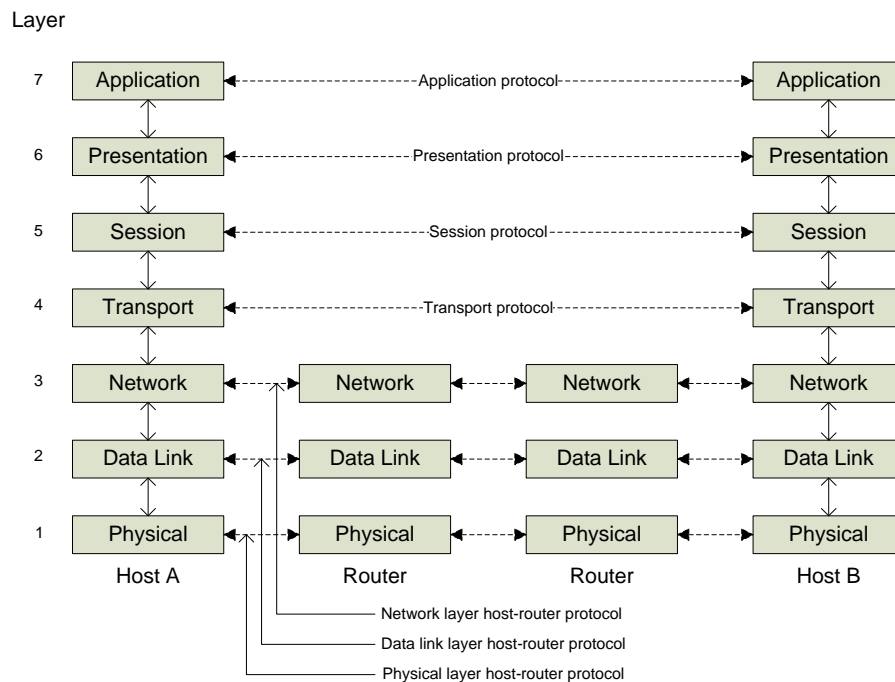 Layer
7 Application Application protocol Application
6 Presentation Presentation protocol Presentation
5 Session Session protocol Session
4 Transport Transport protocol Transport
3 Network Network Network Network
2 Data Link Data Link Data Link Data Link
1 Physical Physical Physical Physical
Host A Router Router Host B
Network layer host-router protocol
Data link layer host-router protocol
Physical layer host-router protocol